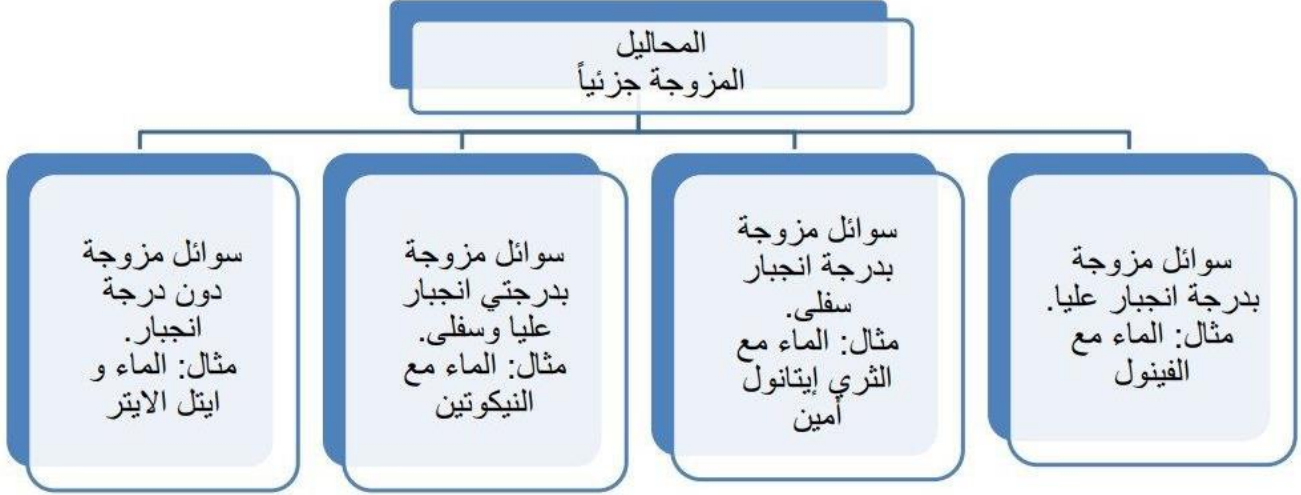 المحاليل
المزوجة جزئياً
سوائل مزوجة
بدرجة انجبار عليا.
مثال: الماء مع
الفينول
سوائل مزوجة
بدرجة انجبار
سفلى.
مثال: الماء مع
الثري إيتانول
أمين
سوائل مزوجة
بدرجتي انجبار
عليا وسفلى.
مثال: الماء مع
النيكوتين
سوائل مزوجة
دون درجة
انجبار.
مثال: الماء و
ايتل الايتر